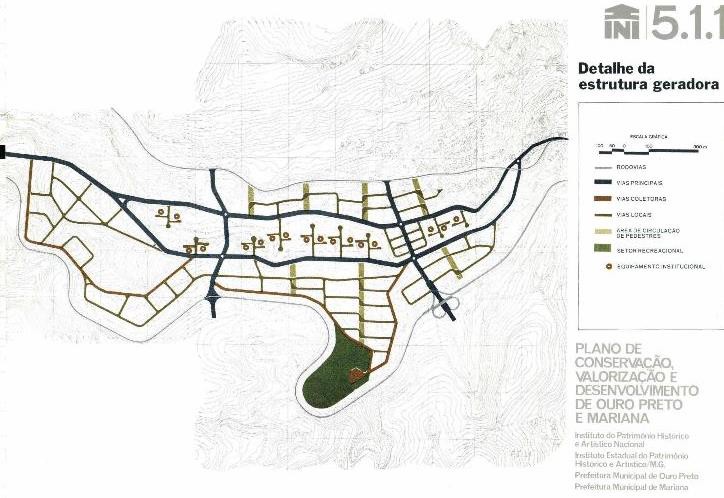 INI 5.1.1
Detalhe da
estrutura geradora
ESCALA GRÁFICA
RODOVIAS
VIAS PRINCIPAIS
VIAS COLETORAS
VIAS LOCAIS
ÁREA DE CIRCULAÇÃO
DE PEDESTRES
SETOR RECREACIONAL
EQUIPAMENTO INSTITUCIONAL
PLANO DE
CONSERVAÇÃO,
VALORIZAÇÃO E
DESENVOLVIMENTO
DE OURO PRETO
E MARIANA
Instituto do Patrimônio Histórico
e Artístico Nacional
Instituto Estadual do Patrimônio
Histórico e Artístico/M.G.
Prefeitura Municipal de Ouro Preto
Prefeitura Municipal de Mariana